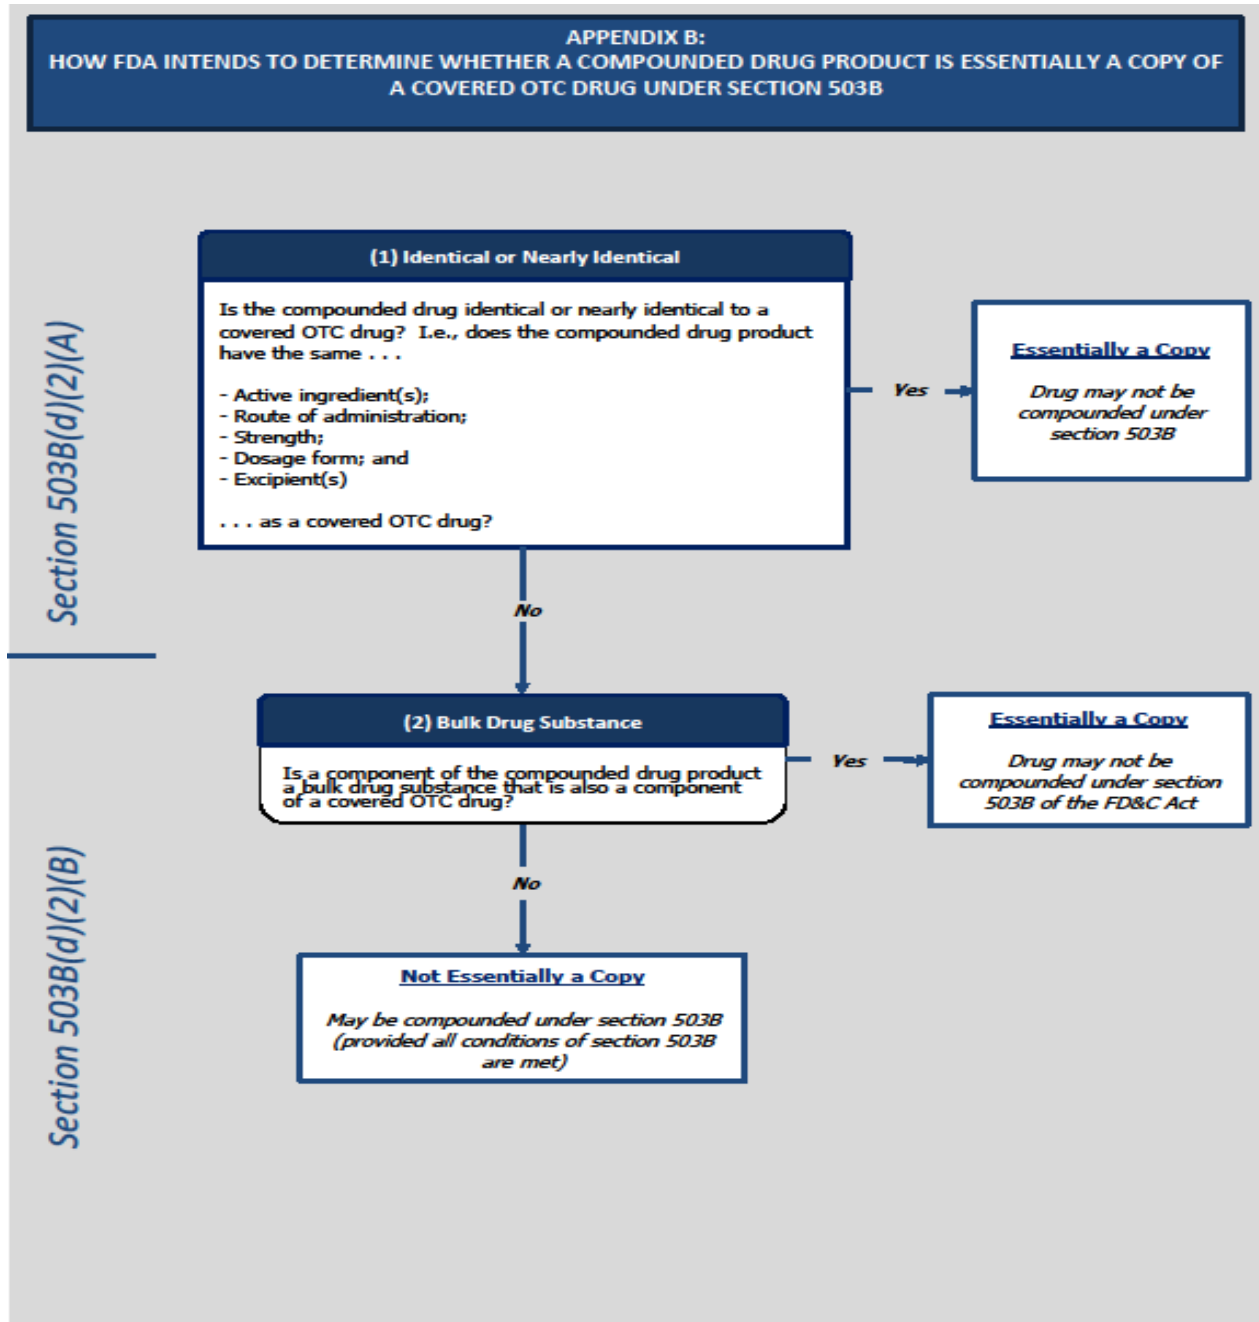 APPENDIX B:
HOW FDA INTENDS TO DETERMINE WHETHER A COMPOUNDED DRUG PRODUCT IS ESSENTIALLY A COPY OF
A COVERED OTC DRUG UNDER SECTION 503B
Section 503B(d)(2)(A)
(1) Identical or Nearly Identical
Is the compounded drug identical or nearly identical to a
covered OTC drug? I.e., does the compounded drug product
have the same . . .
- Active ingredient(s);
- Route of administration;
- Strength;
- Dosage form; and
- Excipient(s)
. . . as a covered OTC drug?
Yes
Essentially a Copy
Drug may not be
compounded under
section 503B
No
Section 503B(d)(2)(B)
(2) Bulk Drug Substance
Is a component of the compounded drug product
a bulk drug substance that is also a component
of a covered OTC drug?
Yes
Essentially a Copy
Drug may not be
compounded under section
503B of the FD&C Act
No
Not Essentially a Copy
May be compounded under section 503B
(provided all conditions of section 503B
are met)